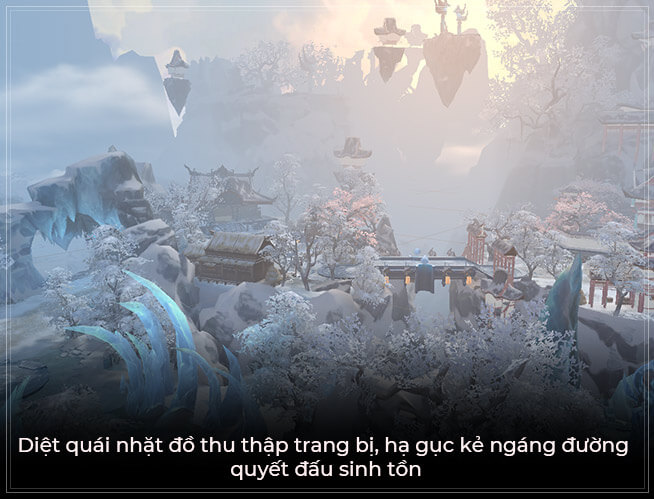 Diệt quái nhặt đồ thu thập trang bị, hạ gục kẻ ngáng đường
quyết đấu sinh tồn